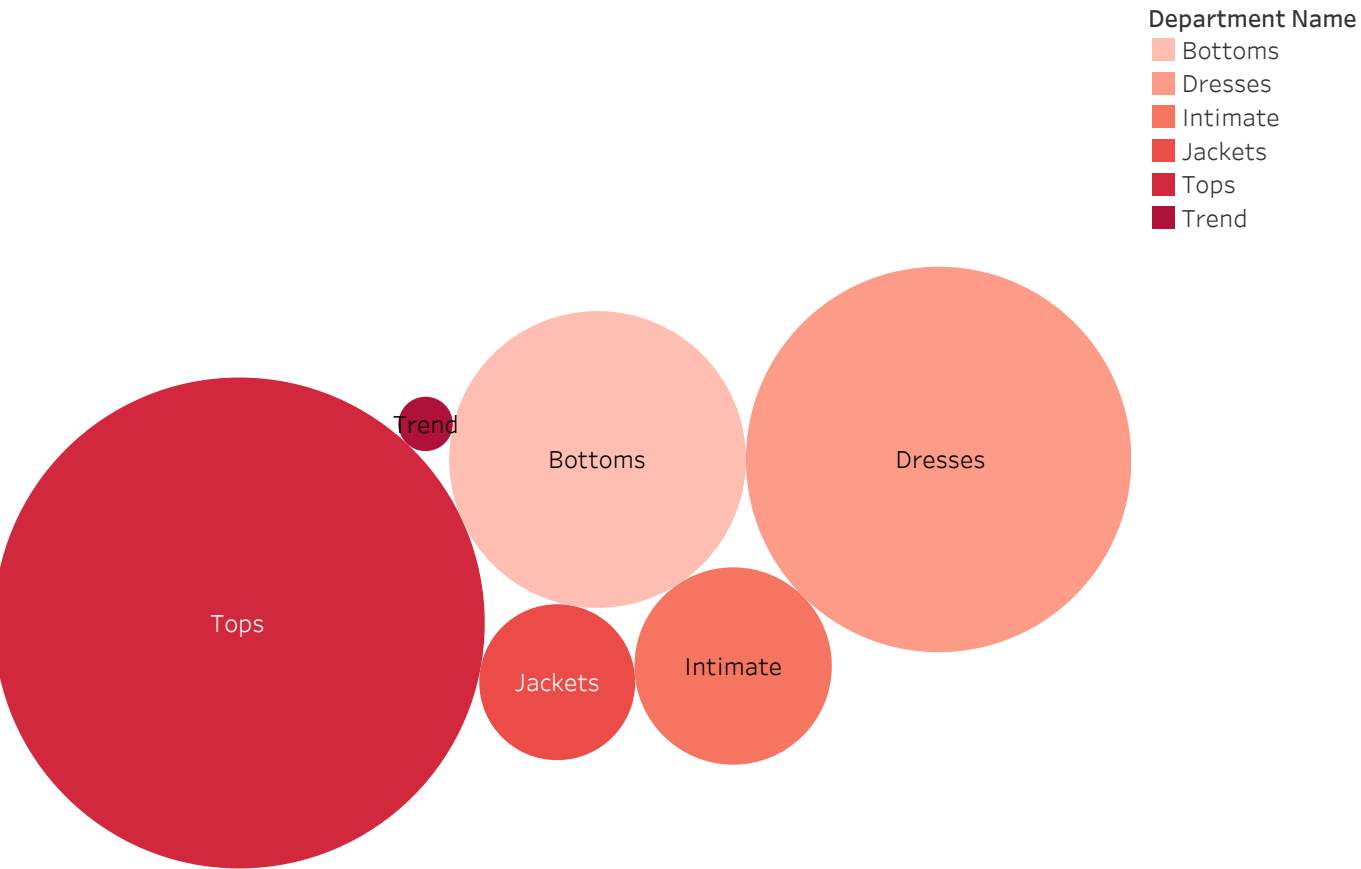 Department Name
Bottoms
Dresses
Intimate
Jackets
Tops
Trend
Trend
Bottoms
Dresses
Tops
Jackets
Intimate